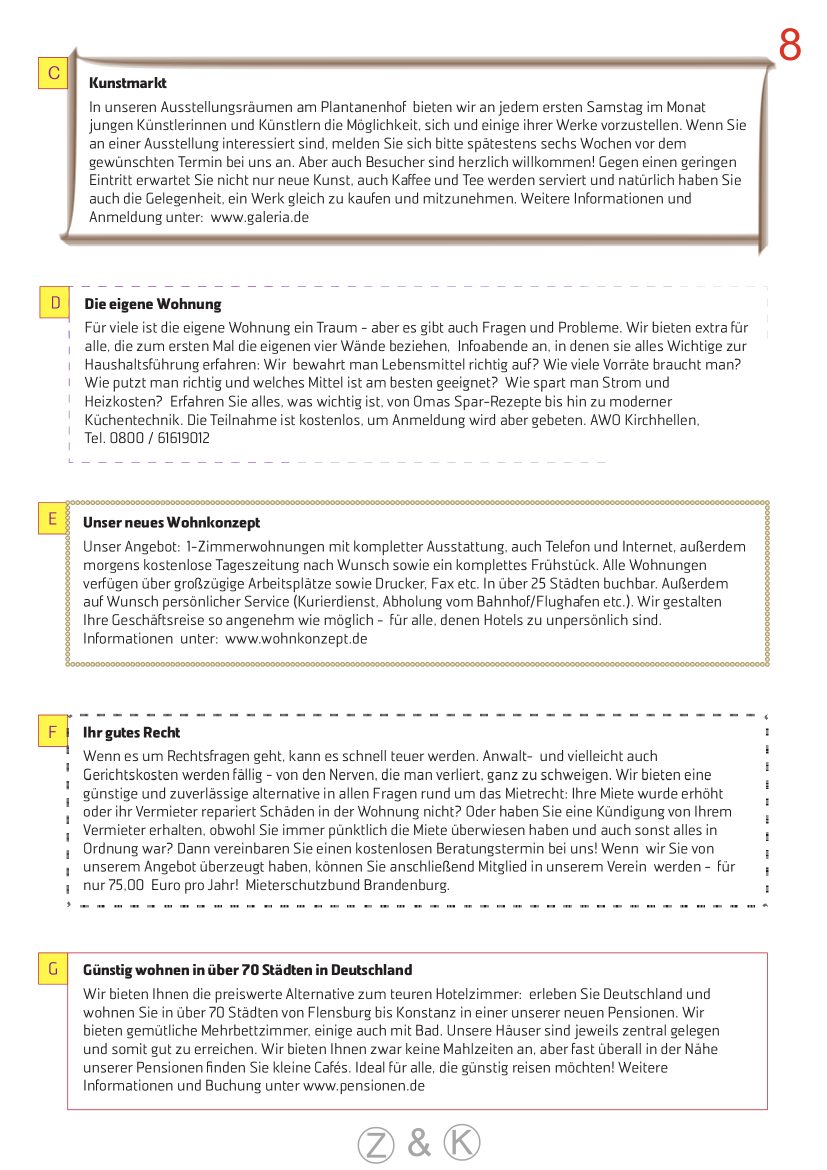 8
C
Kunstmarkt
In unseren Ausstellungsräumen am Plantanenhof bieten wir an jedem ersten Samstag im Monat
jungen Künstlerinnen und Künstlern die Möglichkeit, sich und einige ihrer Werke vorzustellen. Wenn Sie
an einer Ausstellung interessiert sind, melden Sie sich bitte spätestens sechs Wochen vor dem
gewünschten Termin bei uns an. Aber auch Besucher sind herzlich willkommen! Gegen einen geringen
Eintritt erwartet Sie nicht nur neue Kunst, auch Kaffee und Tee werden serviert und natürlich haben Sie
auch die Gelegenheit, ein Werk gleich zu kaufen und mitzunehmen. Weitere Informationen und
Anmeldung unter: www.galeria.de
D
Die eigene Wohnung
Für viele ist die eigene Wohnung ein Traum - aber es gibt auch Fragen und Probleme. Wir bieten extra für
alle, die zum ersten Mal die eigenen vier Wände beziehen, Infoabende an, in denen sie alles Wichtige zur
Haushaltsführung erfahren: Wir bewahrt man Lebensmittel richtig auf? Wie viele Vorräte braucht man?
Wie putzt man richtig und welches Mittel ist am besten geeignet? Wie spart man Strom und
Heizkosten? Erfahren Sie alles, was wichtig ist, von Omas Spar-Rezepte bis hin zu moderner
Küchentechnik. Die Teilnahme ist kostenlos, um Anmeldung wird aber gebeten. AWO Kirchhellen,
Tel. 0800 / 61619012
E
Unser neues Wohnkonzept
Unser Angebot: 1-Zimmerwohnungen mit kompletter Ausstattung, auch Telefon und Internet, außerdem
morgens kostenlose Tageszeitung nach Wunsch sowie ein komplettes Frühstück. Alle Wohnungen
verfügen über großzügige Arbeitsplätze sowie Drucker, Fax etc. In über 25 Städten buchbar. Außerdem
auf Wunsch persönlicher Service (Kurierdienst, Abholung vom Bahnhof/Flughafen etc.). Wir gestalten
Ihre Geschäftsreise so angenehm wie möglich - für alle, denen Hotels zu unpersönlich sind.
Informationen unter: www.wohnkonzept.de
F
Ihr gutes Recht
Wenn es um Rechtsfragen geht, kann es schnell teuer werden. Anwalt- und vielleicht auch
Gerichtskosten werden fällig - von den Nerven, die man verliert, ganz zu schweigen. Wir bieten eine
günstige und zuverlässige alternative in allen Fragen rund um das Mietrecht: Ihre Miete wurde erhöht
oder ihr Vermieter repariert Schäden in der Wohnung nicht? Oder haben Sie eine Kündigung von Ihrem
Vermieter erhalten, obwohl Sie immer pünktlich die Miete überwiesen haben und auch sonst alles in
Ordnung war? Dann vereinbaren Sie einen kostenlosen Beratungstermin bei uns! Wenn wir Sie von
unserem Angebot überzeugt haben, können Sie anschließend Mitglied in unserem Verein werden - für
nur 75,00 Euro pro Jahr! Mieterschutzbund Brandenburg.
G
Günstig wohnen in über 70 Städten in Deutschland
Wir bieten Ihnen die preiswerte Alternative zum teuren Hotelzimmer: erleben Sie Deutschland und
wohnen Sie in über 70 Städten von Flensburg bis Konstanz in einer unserer neuen Pensionen. Wir
bieten gemütliche Mehrbettzimmer, einige auch mit Bad. Unsere Häuser sind jeweils zentral gelegen
und somit gut zu erreichen. Wir bieten Ihnen zwar keine Mahlzeiten an, aber fast überall in der Nähe
unserer Pensionen finden Sie kleine Cafés. Ideal für alle, die günstig reisen möchten! Weitere
Informationen und Buchung unter www.pensionen.de
Z & K